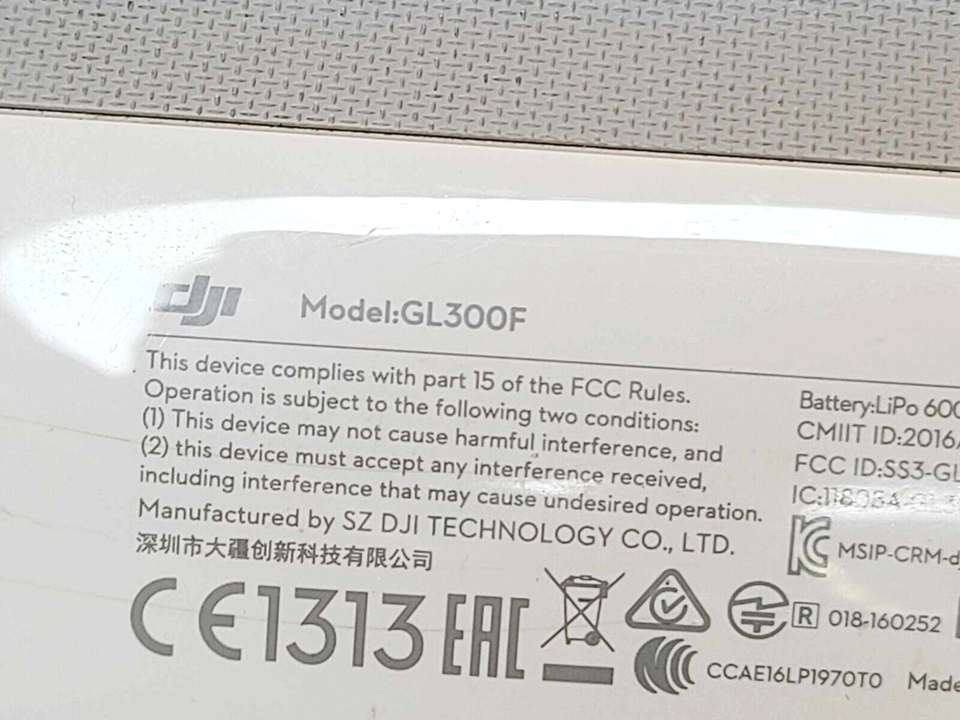 dji Model:GL300F
This device complies with part 15 of the FCC Rules.
Operation is subject to the following two conditions:
(1) This device may not cause harmful interference, and
(2) this device must accept any interference received,
including interference that may cause undesired operation.
Manufactured by SZ DJI TECHNOLOGY CO., LTD.
深圳市大疆创新科技有限公司
CE1313 EAC
Battery:LiPo 600
CMIIT ID:2016
FCC ID:SS3-GL
MSIP-CRM-d
R 018-160252
CCAE16LP1970T0 Made